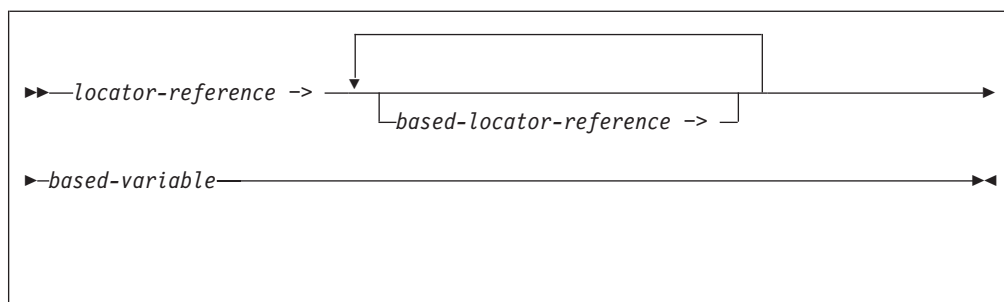 locator-reference ->
based-locator-reference ->
based-variable